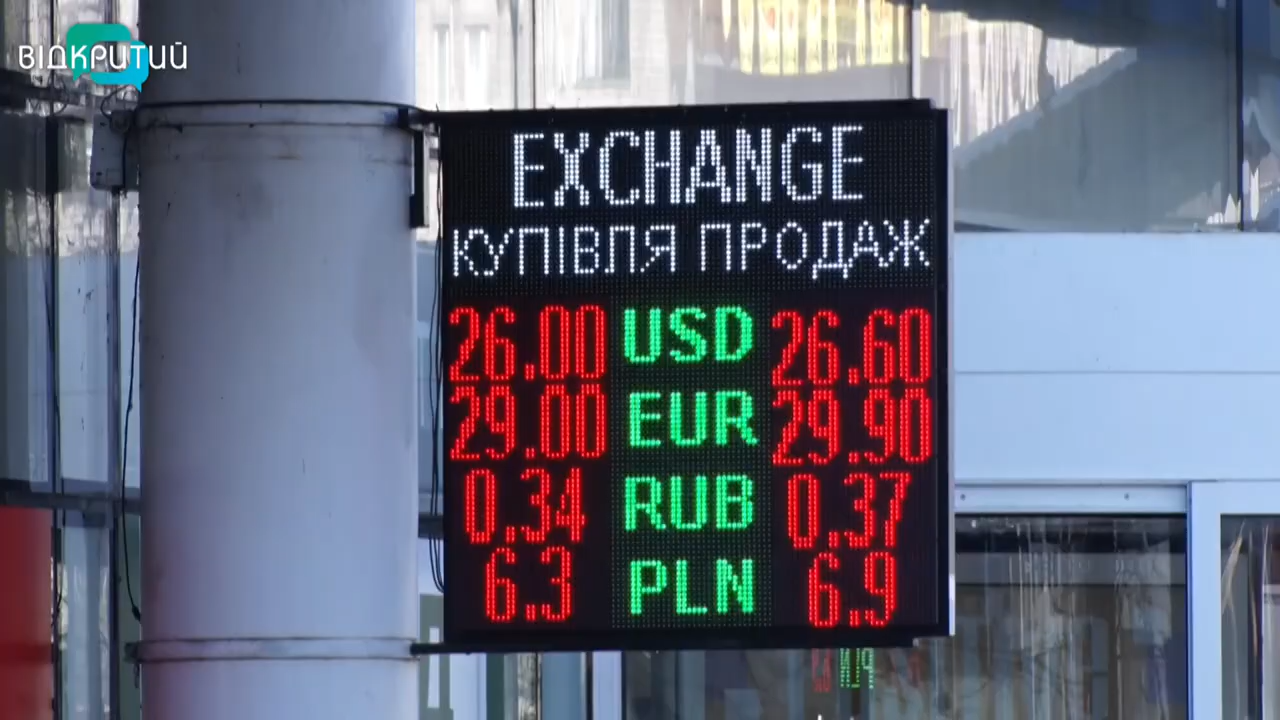 ВІДКРИТИЙ
EXCHANGE
КУПІВЛЯ ПРОДАЖ
26.00 USD 26.60
29.00 EUR 29.90
0.34 RUB 0.37
6.3 PLN 6.9